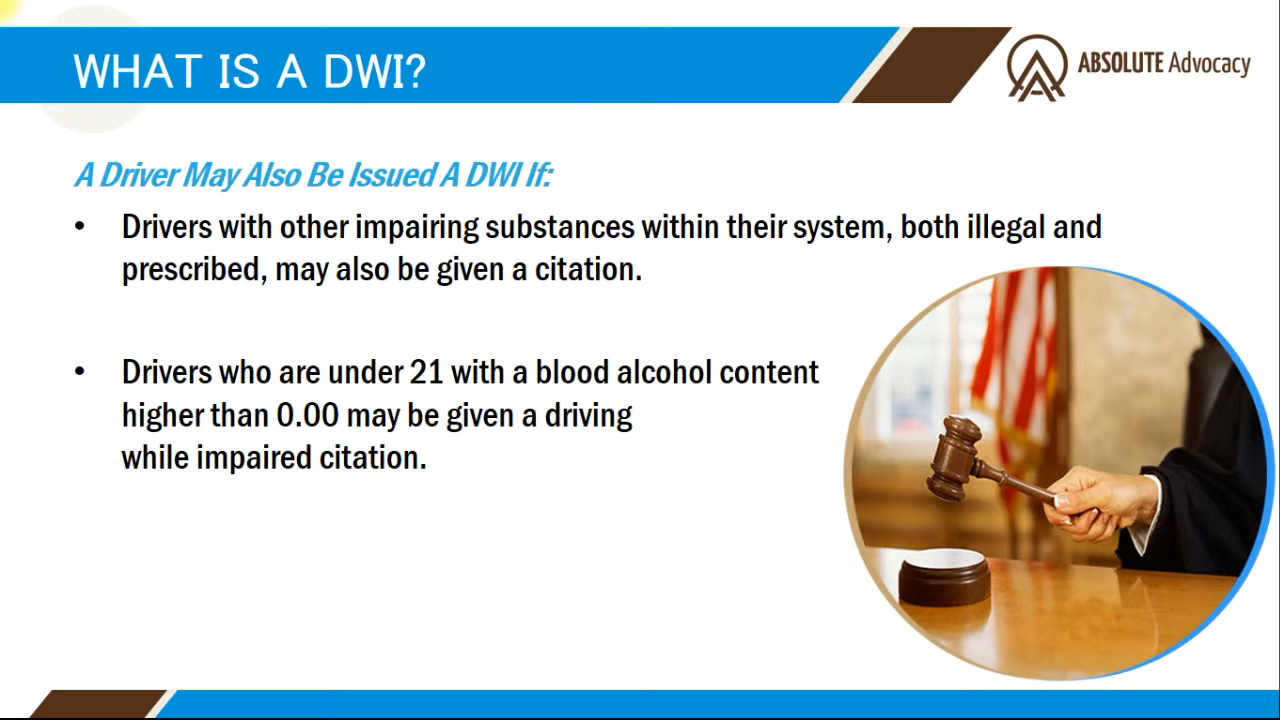 WHAT IS A DWI?
ABSOLUTE Advocacy
A Driver May Also Be Issued A DWI If:
• Drivers with other impairing substances within their system, both illegal and
prescribed, may also be given a citation.
• Drivers who are under 21 with a blood alcohol content
higher than 0.00 may be given a driving
while impaired citation.